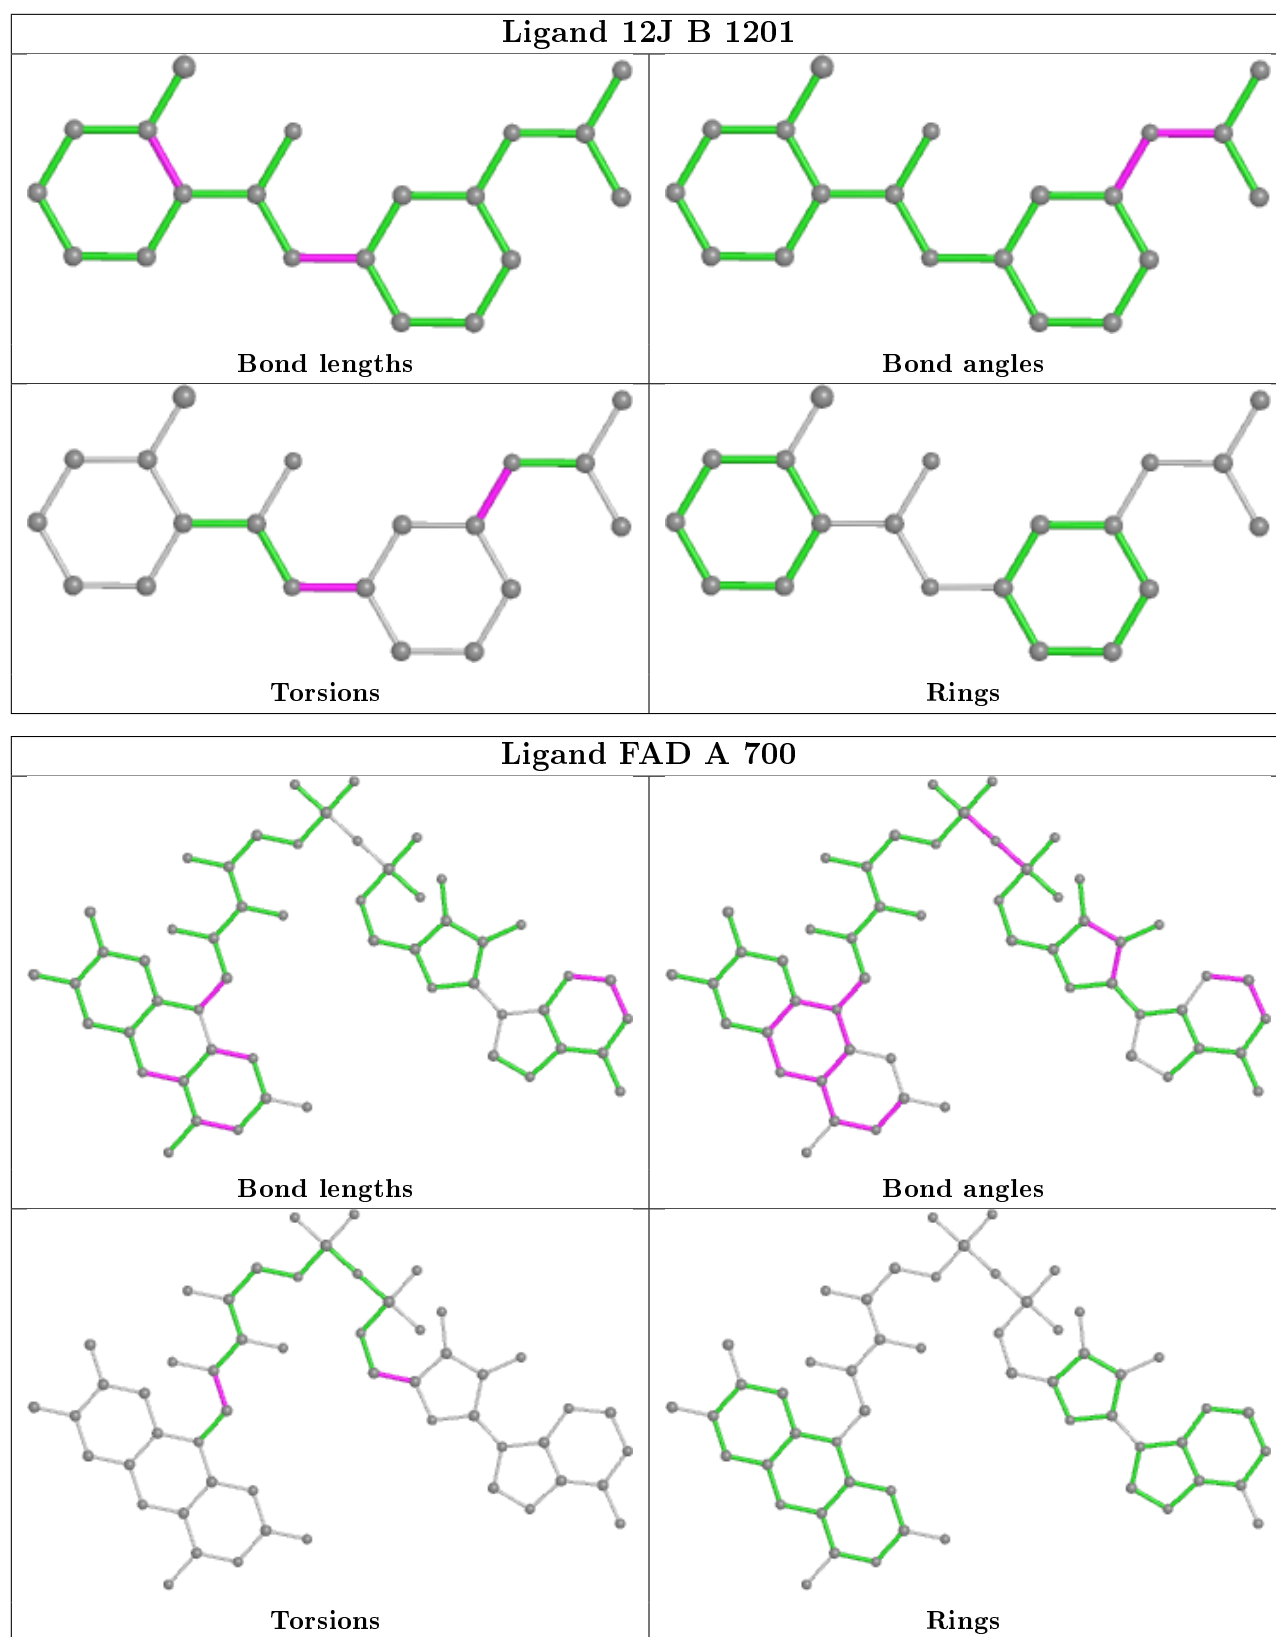 Ligand 12J B 1201
Bond lengths
Bond angles
Torsions
Rings
Ligand FAD A 700
Bond lengths
Bond angles
Torsions
Rings